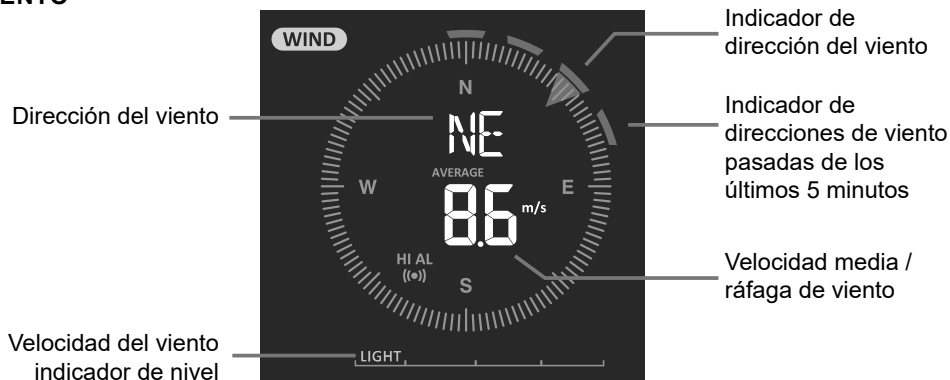 WIND
Indicador de
dirección del viento
N
Dirección del viento
NE
Indicador de
direcciones de viento
pasadas de los
últimos 5 minutos
AVERAGE
W
8.6 m/s
E
HI AL
S
Velocidad media /
ráfaga de viento
Velocidad del viento
indicador de nivel
LIGHT